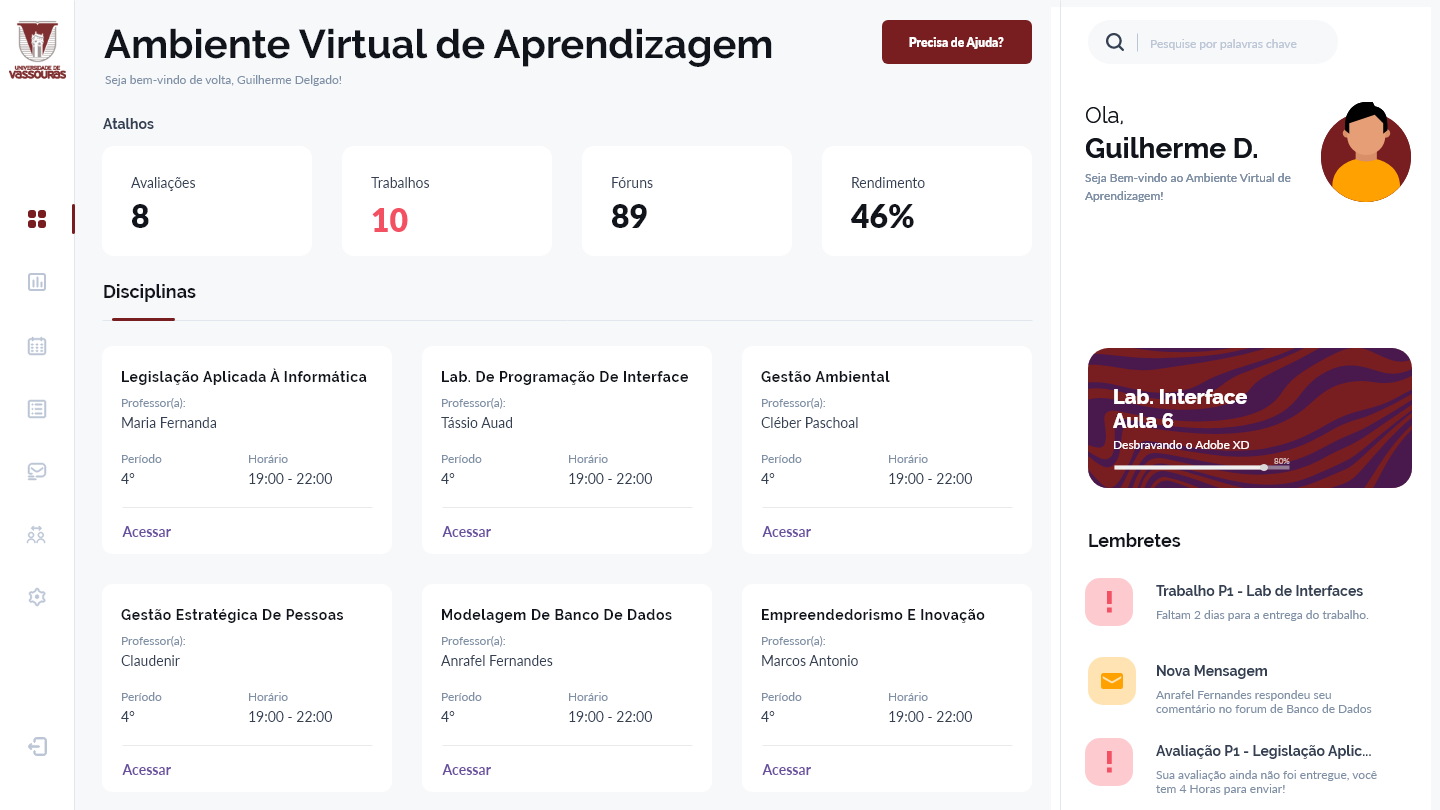 UNIVERSIDADE DE
VASSOURAS
Ambiente Virtual de Aprendizagem
Seja bem-vindo de volta, Guilherme Delgado!
Precisa de Ajuda?
Atalhos
Avaliações
8
Trabalhos
10
Fóruns
89
Rendimento
46%
Disciplinas
Legislação Aplicada À Informática
Professor(a):
Maria Fernanda
Período
Horário
4°
19:00 - 22:00
Acessar
Lab. De Programação De Interface
Professor(a):
Tássio Auad
Período
Horário
4°
19:00 - 22:00
Acessar
Gestão Ambiental
Professor(a):
Cléber Paschoal
Período
Horário
4°
19:00 - 22:00
Acessar
Gestão Estratégica De Pessoas
Professor(a):
Claudenir
Período
Horário
4°
19:00 - 22:00
Acessar
Modelagem De Banco De Dados
Professor(a):
Anrafel Fernandes
Período
Horário
4°
19:00 - 22:00
Acessar
Empreendedorismo E Inovação
Professor(a):
Marcos Antonio
Período
Horário
4°
19:00 - 22:00
Acessar
Pesquise por palavras chave
Ola,
Guilherme D.
Seja Bem-vindo ao Ambiente Virtual de
Aprendizagem!
Lab. Interface
Aula 6
Desbravando o Adobe XD
80%
Lembretes
Trabalho P1 - Lab de Interfaces
Faltam 2 dias para a entrega do trabalho.
Nova Mensagem
Anrafel Fernandes respondeu seu
comentário no forum de Banco de Dados
Avaliação P1 - Legislação Aplic...
Sua avaliação ainda não foi entregue, você
tem 4 Horas para enviar!